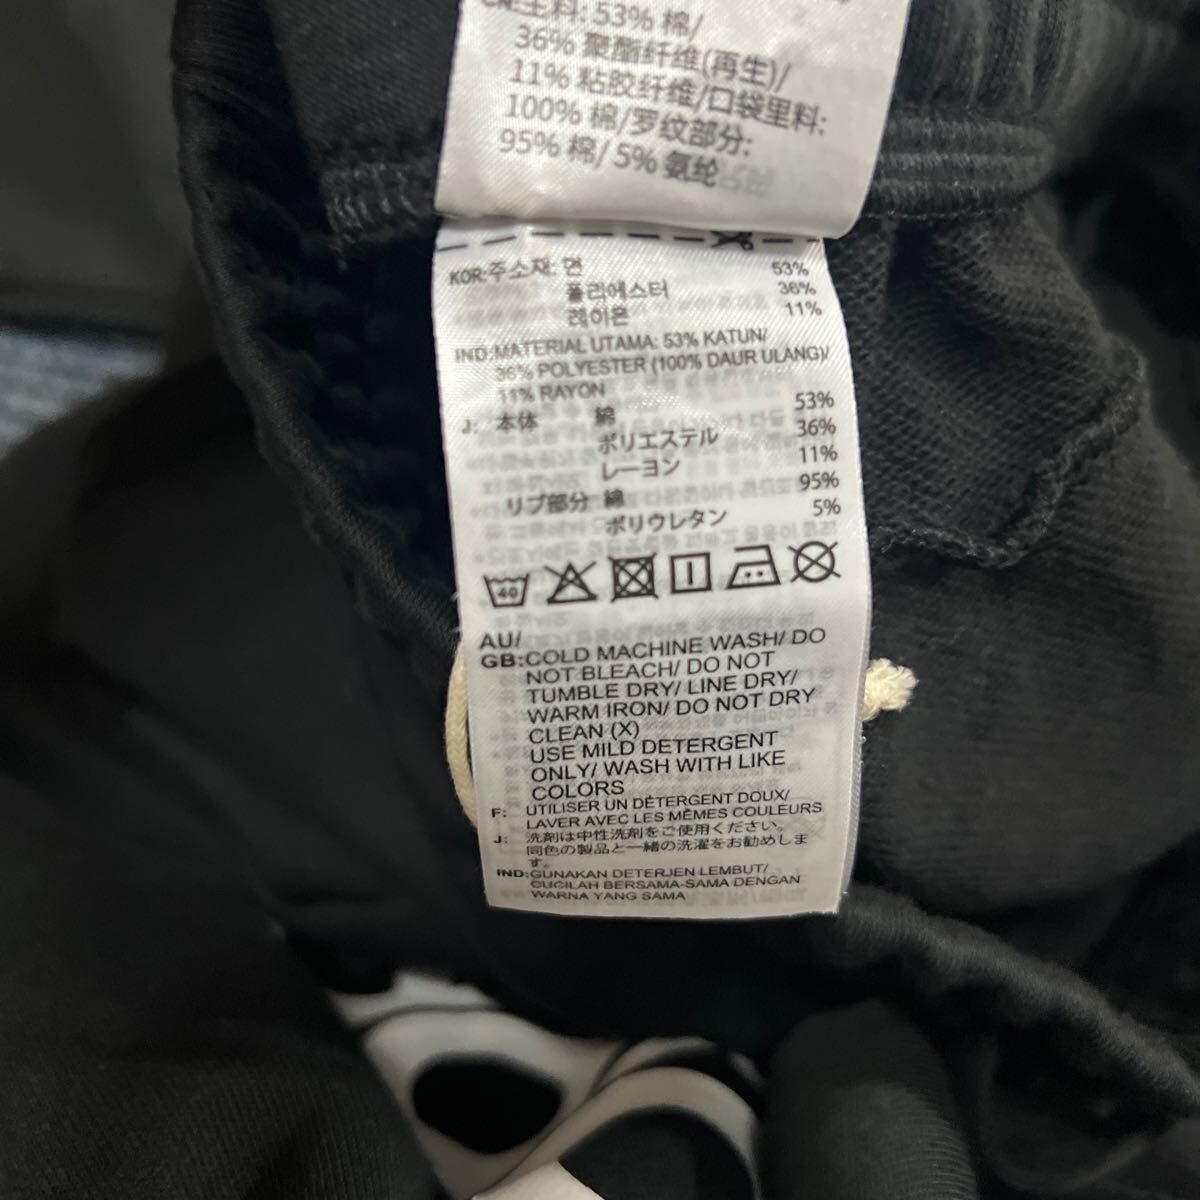 CN:主料: 53% 棉/
36% 聚酯纤维(再生)/
11% 粘胶纤维/口袋里料:
100% 棉/罗纹部分:
95% 棉/ 5% 氨纶
KOR:주소재: 면 53%
폴리에스터 36%
레이온 11%
IND:MATERIAL UTAMA: 53% KATUN/
36% POLYESTER (100% DAUR ULANG)/
11% RAYON
J: 本体 綿 53%
ポリエステル 36%
レーヨン 11%
リブ部分 綿 95%
ポリウレタン 5%
40
AU/
GB:COLD MACHINE WASH/ DO
NOT BLEACH/ DO NOT
TUMBLE DRY/ LINE DRY/
WARM IRON/ DO NOT DRY
CLEAN (X)
USE MILD DETERGENT
ONLY/ WASH WITH LIKE
COLORS
F: UTILISER UN DÉTERGENT DOUX/
LAVER AVEC LES MÊMES COULEURS
J: 洗剤は中性洗剤をご使用ください。
同色の製品と一緒の洗濯をお勧めしま
す。
IND:GUNAKAN DETERJEN LEMBUT/
CUCILAH BERSAMA-SAMA DENGAN
WARNA YANG SAMA